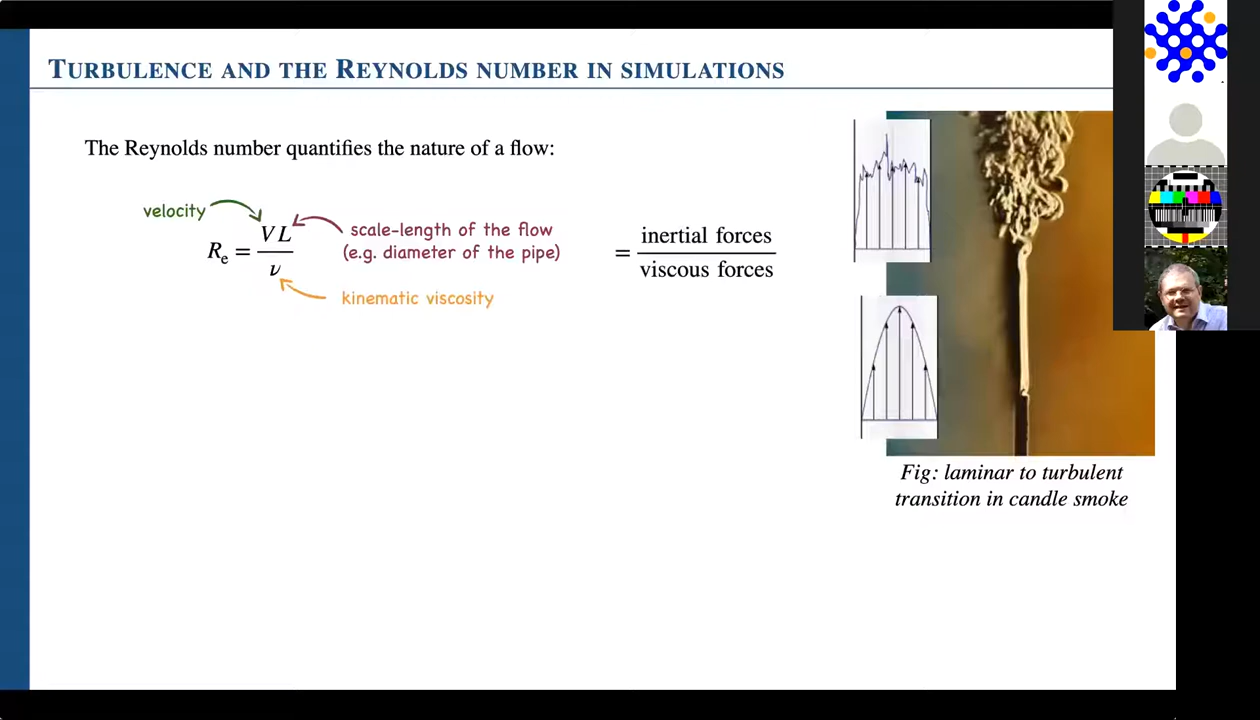 TURBULENCE AND THE REYNOLDS NUMBER IN SIMULATIONS
The Reynolds number quantifies the nature of a flow:
velocity
scale-length of the flow
(e.g. diameter of the pipe)
Re = VL / ν
= inertial forces / viscous forces
kinematic viscosity
Fig: laminar to turbulent
transition in candle smoke